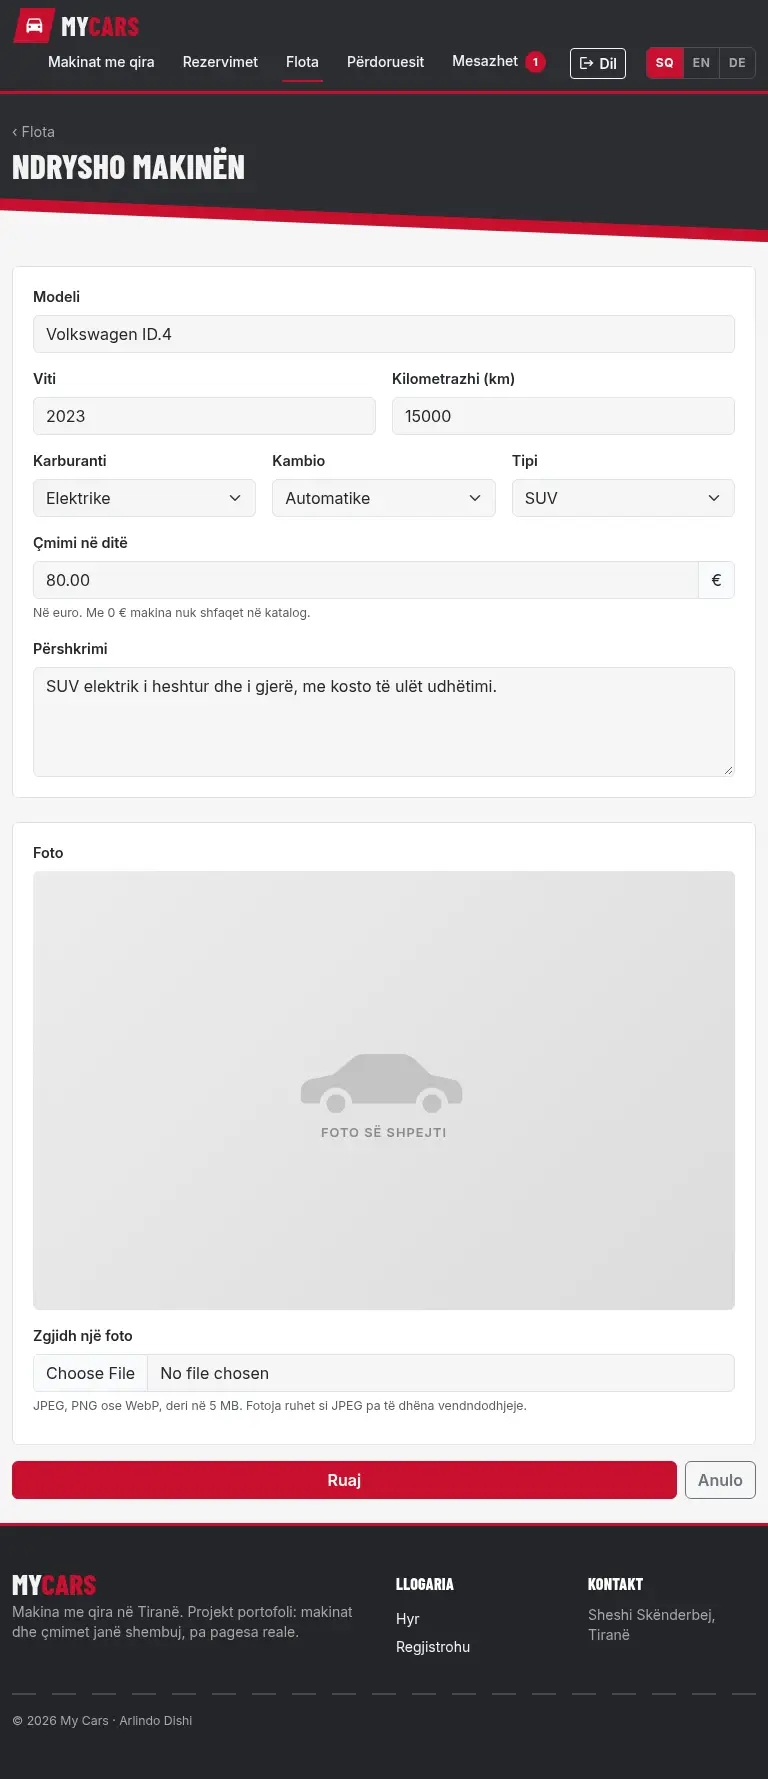 MYCARS
Makinat me qira Rezervimet Flota Përdoruesit Mesazhet 1 Dil SQ EN DE
‹ Flota
NDRYSHO MAKINËN
Modeli
Volkswagen ID.4
Viti Kilometrazhi (km)
2023 15000
Karburanti Kambio Tipi
Elektrike Automatike SUV
Çmimi në ditë
80.00 €
Në euro. Me 0 € makina nuk shfaqet në katalog.
Përshkrimi
SUV elektrik i heshtur dhe i gjerë, me kosto të ulët udhëtimi.
Foto
FOTO SË SHPEJTI
Zgjidh një foto
Choose File No file chosen
JPEG, PNG ose WebP, deri në 5 MB. Fotoja ruhet si JPEG pa të dhëna vendndodhjeje.
Ruaj Anulo
MYCARS
Makina me qira në Tiranë. Projekt portofoli: makinat
dhe çmimet janë shembuj, pa pagesa reale.
LLOGARIA
Hyr
Regjistrohu
KONTAKT
Sheshi Skënderbej,
Tiranë
© 2026 My Cars · Arlindo Dishi